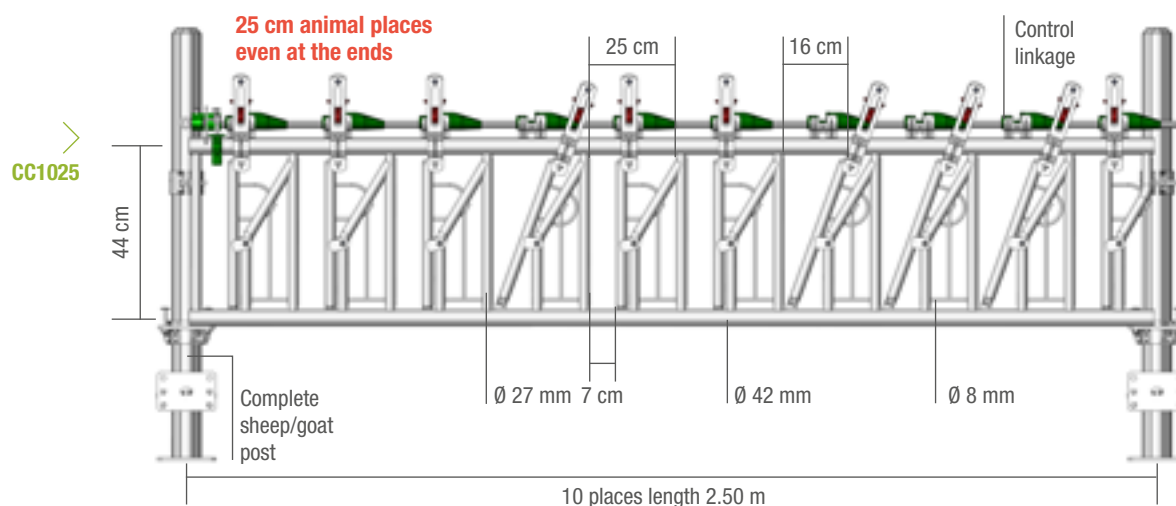 25 cm animal places
even at the ends
25 cm
16 cm
Control
linkage
CC1025
44 cm
Ø 27 mm
7 cm
Ø 42 mm
Ø 8 mm
Complete
sheep/goat
post
10 places length 2.50 m